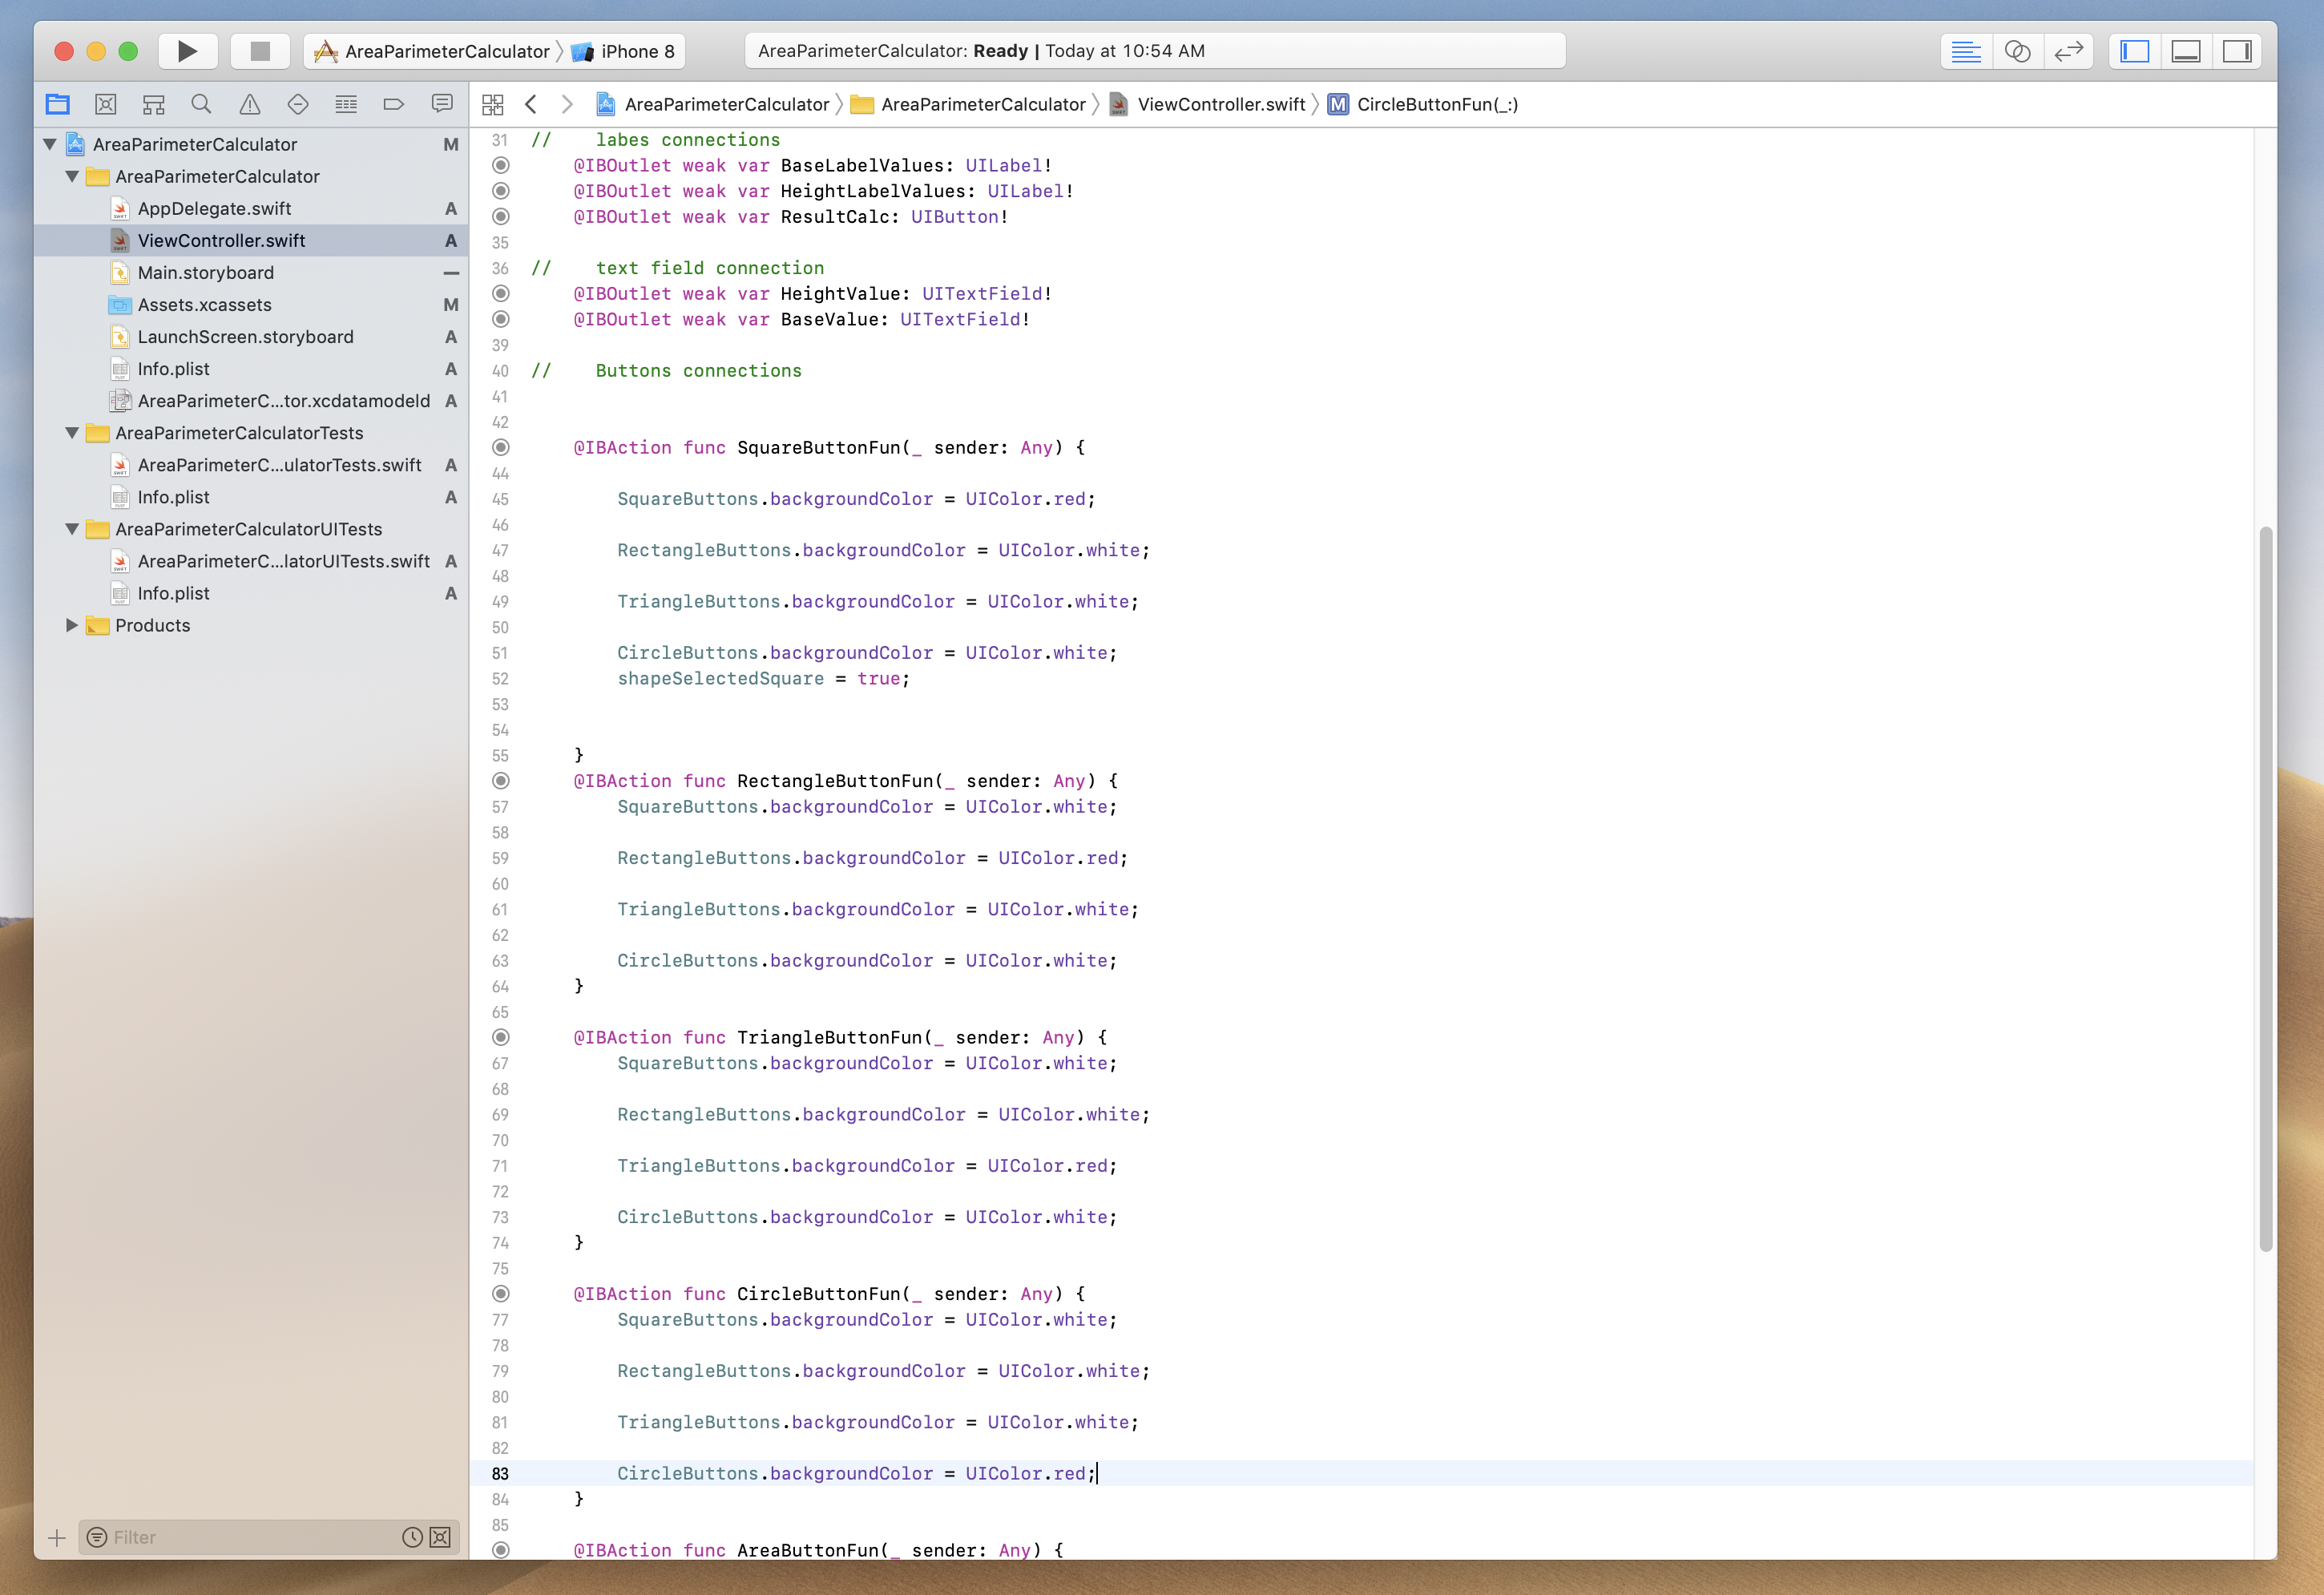 AreaParimeterCalculator iPhone 8
AreaParimeterCalculator: Ready | Today at 10:54 AM
AreaParimeterCalculator AreaParimeterCalculator ViewController.swift M CircleButtonFun(_:)
AreaParimeterCalculator M
AreaParimeterCalculator
AppDelegate.swift A
ViewController.swift A
Main.storyboard —
Assets.xcassets M
LaunchScreen.storyboard A
Info.plist A
AreaParimeterC...tor.xcdatamodeld A
AreaParimeterCalculatorTests
AreaParimeterC...ulatorTests.swift A
Info.plist A
AreaParimeterCalculatorUITests
AreaParimeterC...latorUITests.swift A
Info.plist A
Products
Filter
31 // labes connections
@IBOutlet weak var BaseLabelValues: UILabel!
@IBOutlet weak var HeightLabelValues: UILabel!
@IBOutlet weak var ResultCalc: UIButton!
35
36 // text field connection
@IBOutlet weak var HeightValue: UITextField!
@IBOutlet weak var BaseValue: UITextField!
39
40 // Buttons connections
41
42
@IBAction func SquareButtonFun(_ sender: Any) {
44
45 SquareButtons.backgroundColor = UIColor.red;
46
47 RectangleButtons.backgroundColor = UIColor.white;
48
49 TriangleButtons.backgroundColor = UIColor.white;
50
51 CircleButtons.backgroundColor = UIColor.white;
52 shapeSelectedSquare = true;
53
54
55 }
@IBAction func RectangleButtonFun(_ sender: Any) {
57 SquareButtons.backgroundColor = UIColor.white;
58
59 RectangleButtons.backgroundColor = UIColor.red;
60
61 TriangleButtons.backgroundColor = UIColor.white;
62
63 CircleButtons.backgroundColor = UIColor.white;
64 }
65
@IBAction func TriangleButtonFun(_ sender: Any) {
67 SquareButtons.backgroundColor = UIColor.white;
68
69 RectangleButtons.backgroundColor = UIColor.white;
70
71 TriangleButtons.backgroundColor = UIColor.red;
72
73 CircleButtons.backgroundColor = UIColor.white;
74 }
75
@IBAction func CircleButtonFun(_ sender: Any) {
77 SquareButtons.backgroundColor = UIColor.white;
78
79 RectangleButtons.backgroundColor = UIColor.white;
80
81 TriangleButtons.backgroundColor = UIColor.white;
82
83 CircleButtons.backgroundColor = UIColor.red;
84 }
85
@IBAction func AreaButtonFun(_ sender: Any) {